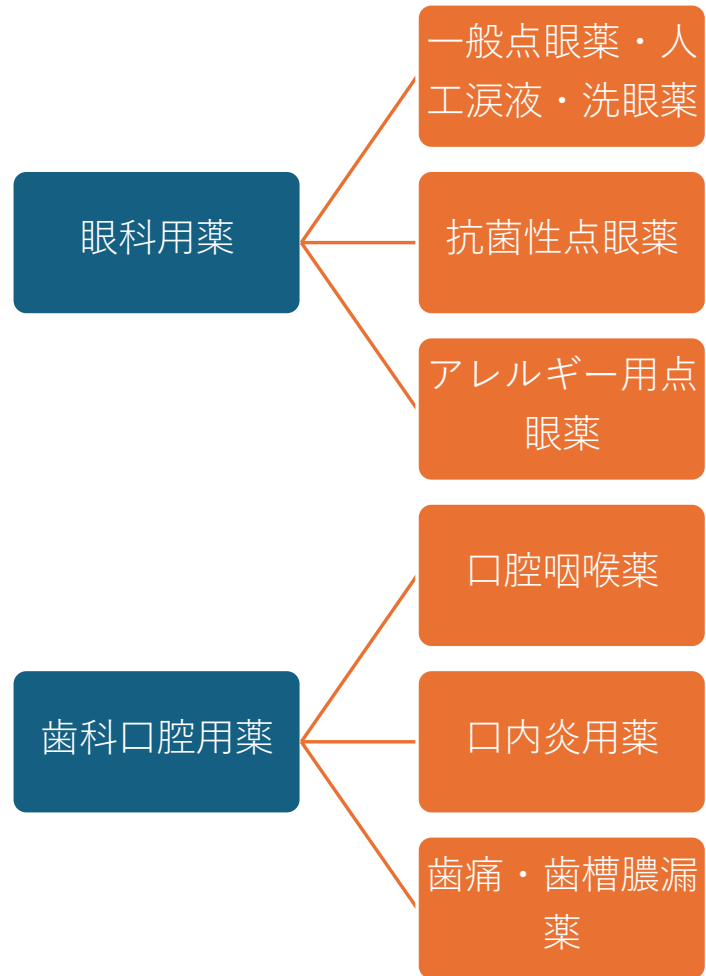 眼科用薬
一般点眼薬・人
工涙液・洗眼薬
抗菌性点眼薬
アレルギー用点
眼薬
歯科口腔用薬
口腔咽喉薬
口内炎用薬
歯痛・歯槽膿漏
薬